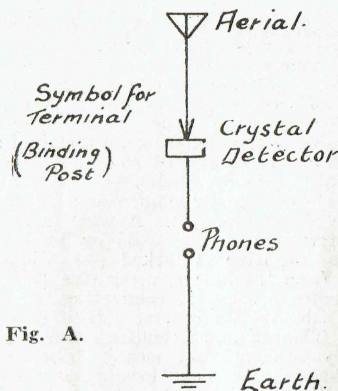 Aerial.
Symbol for
Terminal
(Binding
Post)
Crystal
Detector
Phones
Fig. A.
Earth.